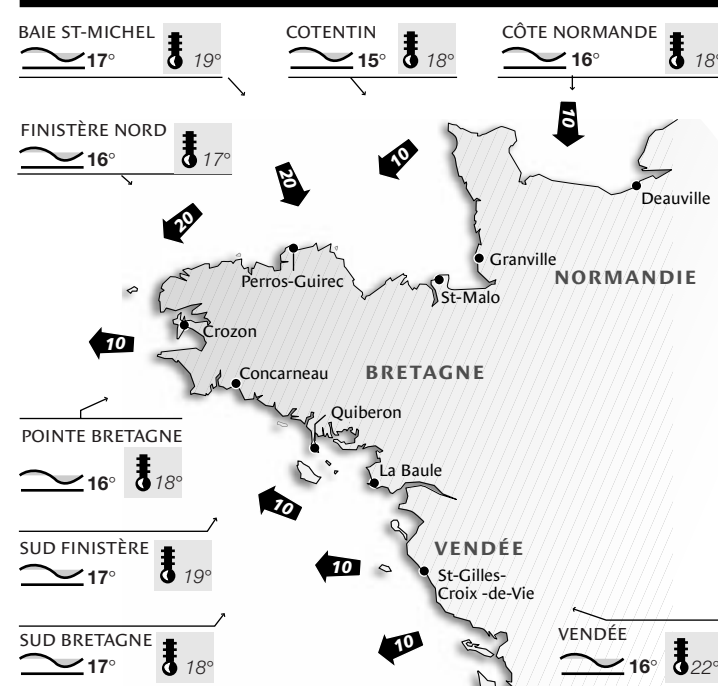 BAIE ST-MICHEL
17° 19°
COTENTIN
15° 18°
CÔTE NORMANDE
16° 18°
FINISTÈRE NORD
16° 17°
10
10
20
20
Deauville
Granville
NORMANDIE
Perros-Guirec
St-Malo
Crozon
10
Concarneau
BRETAGNE
Quiberon
POINTE BRETAGNE
16° 18°
La Baule
10
SUD FINISTÈRE
17° 19°
VENDÉE
10
St-Gilles-
Croix -de-Vie
SUD BRETAGNE
17° 18°
10
VENDÉE
16° 22°